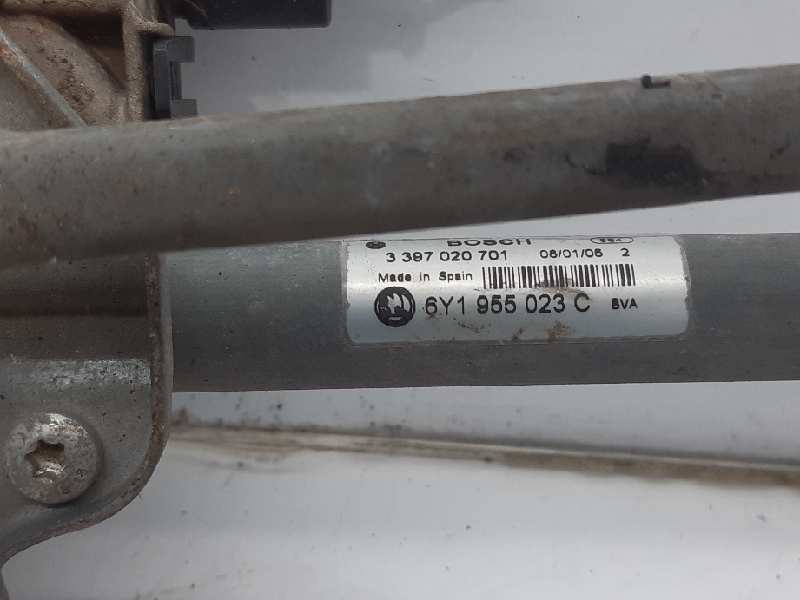 BOSCH
3 397 020 701 06/01/06 2
Made in Spain
6Y1 955 023 C BVA